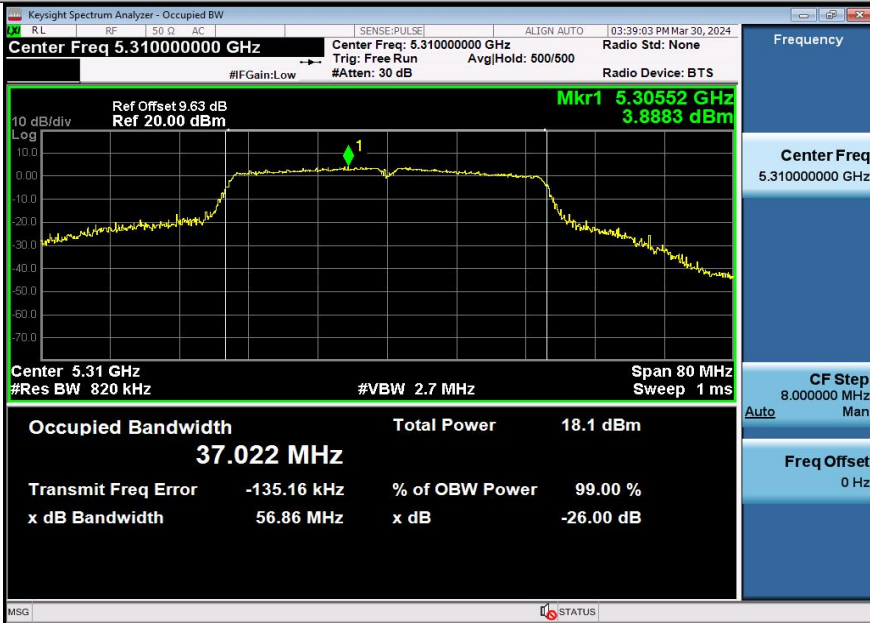 Keysight Spectrum Analyzer - Occupied BW
LXI RL RF 50 Ω AC SENSE:PULSE ALIGN AUTO 03:39:03 PM Mar 30, 2024
Center Freq 5.310000000 GHz
Center Freq: 5.310000000 GHz Radio Std: None
Trig: Free Run Avg|Hold: 500/500
#IFGain:Low #Atten: 30 dB Radio Device: BTS
Ref Offset 9.63 dB
10 dB/div Ref 20.00 dBm
Mkr1 5.30552 GHz
3.8883 dBm
Log
10.0
0.00
-10.0
-20.0
-30.0
-40.0
-50.0
-60.0
-70.0
1
Center 5.31 GHz Span 80 MHz
#Res BW 820 kHz #VBW 2.7 MHz Sweep 1 ms
Occupied Bandwidth Total Power 18.1 dBm
37.022 MHz
Transmit Freq Error -135.16 kHz % of OBW Power 99.00 %
x dB Bandwidth 56.86 MHz x dB -26.00 dB
MSG STATUS
Frequency
Center Freq
5.310000000 GHz
CF Step
8.000000 MHz
Auto Man
Freq Offset
0 Hz